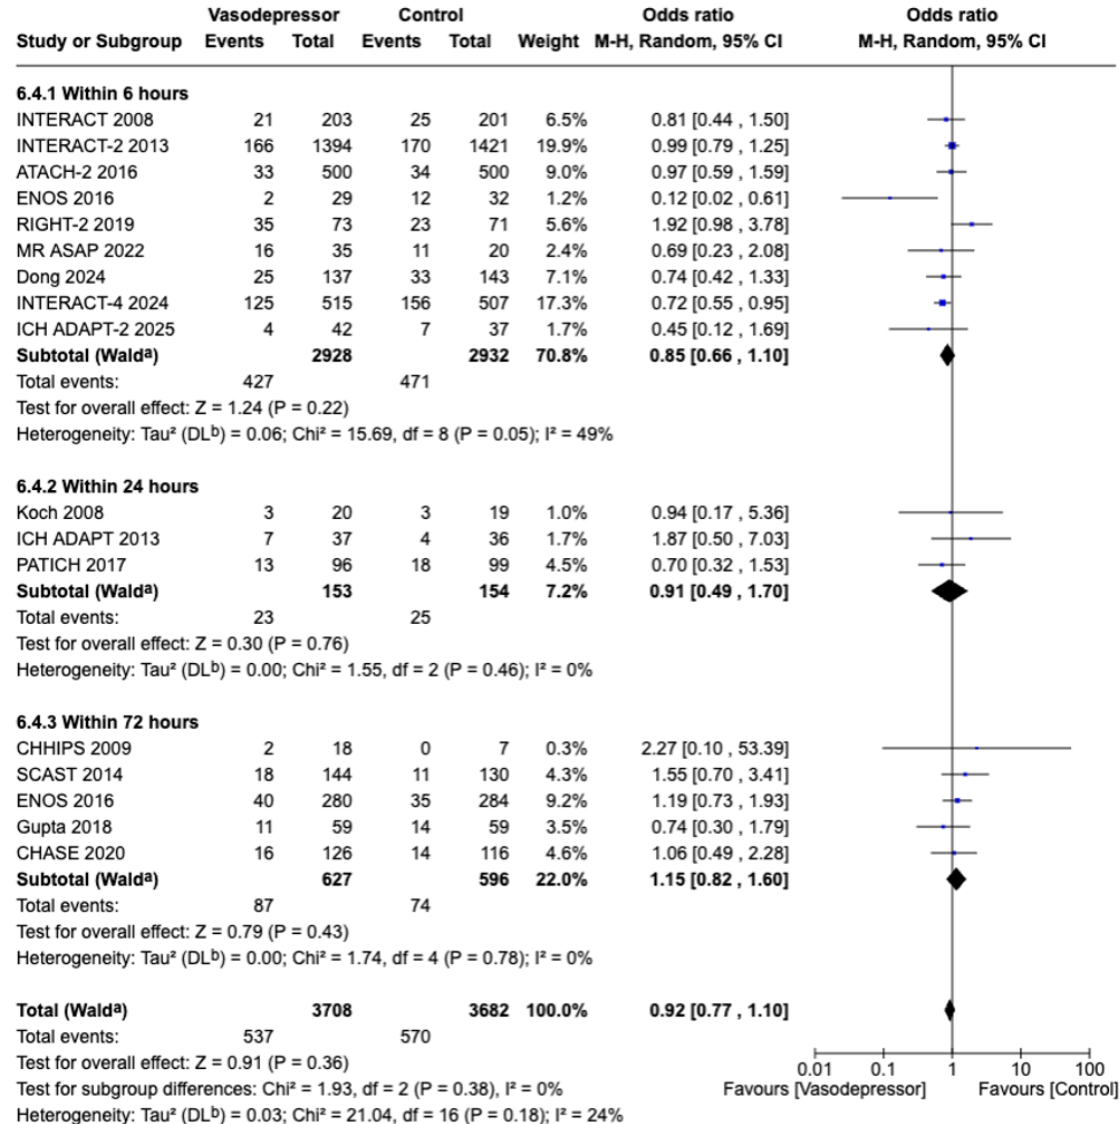 Vasodepressor Control Odds ratio Odds ratio
Study or Subgroup Events Total Events Total Weight M-H, Random, 95% CI M-H, Random, 95% CI
6.4.1 Within 6 hours
INTERACT 2008 21 203 25 201 6.5% 0.81 [0.44 , 1.50]
INTERACT-2 2013 166 1394 170 1421 19.9% 0.99 [0.79 , 1.25]
ATACH-2 2016 33 500 34 500 9.0% 0.97 [0.59 , 1.59]
ENOS 2016 2 29 12 32 1.2% 0.12 [0.02 , 0.61]
RIGHT-2 2019 35 73 23 71 5.6% 1.92 [0.98 , 3.78]
MR ASAP 2022 16 35 11 20 2.4% 0.69 [0.23 , 2.08]
Dong 2024 25 137 33 143 7.1% 0.74 [0.42 , 1.33]
INTERACT-4 2024 125 515 156 507 17.3% 0.72 [0.55 , 0.95]
ICH ADAPT-2 2025 4 42 7 37 1.7% 0.45 [0.12 , 1.69]
Subtotal (Waldᵃ) 2928 2932 70.8% 0.85 [0.66 , 1.10]
Total events: 427 471
Test for overall effect: Z = 1.24 (P = 0.22)
Heterogeneity: Tau² (DLᵇ) = 0.06; Chi² = 15.69, df = 8 (P = 0.05); I² = 49%
6.4.2 Within 24 hours
Koch 2008 3 20 3 19 1.0% 0.94 [0.17 , 5.36]
ICH ADAPT 2013 7 37 4 36 1.7% 1.87 [0.50 , 7.03]
PATICH 2017 13 96 18 99 4.5% 0.70 [0.32 , 1.53]
Subtotal (Waldᵃ) 153 154 7.2% 0.91 [0.49 , 1.70]
Total events: 23 25
Test for overall effect: Z = 0.30 (P = 0.76)
Heterogeneity: Tau² (DLᵇ) = 0.00; Chi² = 1.55, df = 2 (P = 0.46); I² = 0%
6.4.3 Within 72 hours
CHHIPS 2009 2 18 0 7 0.3% 2.27 [0.10 , 53.39]
SCAST 2014 18 144 11 130 4.3% 1.55 [0.70 , 3.41]
ENOS 2016 40 280 35 284 9.2% 1.19 [0.73 , 1.93]
Gupta 2018 11 59 14 59 3.5% 0.74 [0.30 , 1.79]
CHASE 2020 16 126 14 116 4.6% 1.06 [0.49 , 2.28]
Subtotal (Waldᵃ) 627 596 22.0% 1.15 [0.82 , 1.60]
Total events: 87 74
Test for overall effect: Z = 0.79 (P = 0.43)
Heterogeneity: Tau² (DLᵇ) = 0.00; Chi² = 1.74, df = 4 (P = 0.78); I² = 0%
Total (Waldᵃ) 3708 3682 100.0% 0.92 [0.77 , 1.10]
Total events: 537 570
Test for overall effect: Z = 0.91 (P = 0.36)
0.01 0.1 1 10 100
Test for subgroup differences: Chi² = 1.93, df = 2 (P = 0.38), I² = 0%
Favours [Vasodepressor] Favours [Control]
Heterogeneity: Tau² (DLᵇ) = 0.03; Chi² = 21.04, df = 16 (P = 0.18); I² = 24%